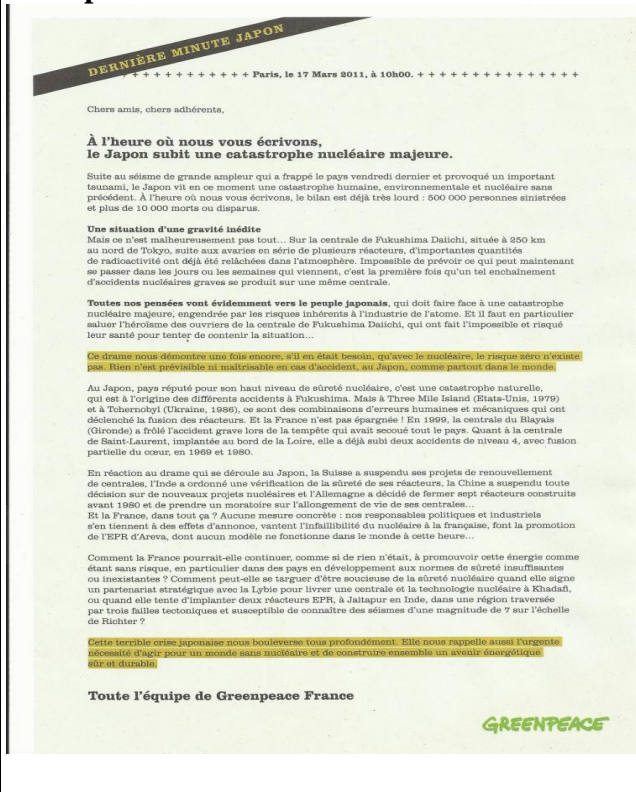 DERNIÈRE MINUTE JAPON
+ + + + + + + + + + + Paris, le 17 Mars 2011, à 10h00. + + + + + + + + + + + + + + +
Chers amis, chers adhérents,
À l'heure où nous vous écrivons,
le Japon subit une catastrophe nucléaire majeure.
Suite au séisme de grande ampleur qui a frappé le pays vendredi dernier et provoqué un important
tsunami, le Japon vit en ce moment une catastrophe humaine, environnementale et nucléaire sans
précédent. À l'heure où nous vous écrivons, le bilan est déjà très lourd : 500 000 personnes sinistrées
et plus de 10 000 morts ou disparus.
Une situation d'une gravité inédite
Mais ce n'est malheureusement pas tout... Sur la centrale de Fukushima Daiichi, située à 250 km
au nord de Tokyo, suite aux avaries en série de plusieurs réacteurs, d'importantes quantités
de radioactivité ont déjà été relâchées dans l'atmosphère. Impossible de prévoir ce qui peut maintenant
se passer dans les jours ou les semaines qui viennent, c'est la première fois qu'un tel enchaînement
d'accidents nucléaires graves se produit sur une même centrale.
Toutes nos pensées vont évidemment vers le peuple japonais, qui doit faire face à une catastrophe
nucléaire majeure, engendrée par les risques inhérents à l'industrie de l'atome. Et il faut en particulier
saluer l'héroïsme des ouvriers de la centrale de Fukushima Daiichi, qui ont fait l'impossible et risqué
leur santé pour tenter de contenir la situation...
Ce drame nous démontre une fois encore, s'il en était besoin, qu'avec le nucléaire, le risque zéro n'existe
pas. Rien n'est prévisible ni maîtrisable en cas d'accident, au Japon, comme partout dans le monde.
Au Japon, pays réputé pour son haut niveau de sûreté nucléaire, c'est une catastrophe naturelle,
qui est à l'origine des différents accidents à Fukushima. Mais à Three Mile Island (Etats-Unis, 1979)
et à Tchernobyl (Ukraine, 1986), ce sont des combinaisons d'erreurs humaines et mécaniques qui ont
déclenché la fusion des réacteurs. Et la France n'est pas épargnée ! En 1999, la centrale du Blayais
(Gironde) a frôlé l'accident grave lors de la tempête qui avait secoué tout le pays. Quant à la centrale
de Saint-Laurent, implantée au bord de la Loire, elle a déjà subi deux accidents de niveau 4, avec fusion
partielle du cœur, en 1969 et 1980.
En réaction au drame qui se déroule au Japon, la Suisse a suspendu ses projets de renouvellement
de centrales, l'Inde a ordonné une vérification de la sûreté de ses réacteurs, la Chine a suspendu toute
décision sur de nouveaux projets nucléaires et l'Allemagne a décidé de fermer sept réacteurs construits
avant 1980 et de prendre un moratoire sur l'allongement de vie de ses centrales...
Et la France, dans tout ça ? Aucune mesure concrète : nos responsables politiques et industriels
s'en tiennent à des effets d'annonce, vantent l'infaillibilité du nucléaire à la française, font la promotion
de l'EPR d'Areva, dont aucun modèle ne fonctionne dans le monde à cette heure...
Comment la France pourrait-elle continuer, comme si de rien n'était, à promouvoir cette énergie comme
étant sans risque, en particulier dans des pays en développement aux normes de sûreté insuffisantes
ou inexistantes ? Comment peut-elle se targuer d'être soucieuse de la sûreté nucléaire quand elle signe
un partenariat stratégique avec la Lybie pour livrer une centrale et la technologie nucléaire à Khadafi,
ou quand elle tente d'implanter deux réacteurs EPR, à Jaitapur en Inde, dans une région traversée
par trois failles tectoniques et susceptible de connaître des séismes d'une magnitude de 7 sur l'échelle
de Richter ?
Cette terrible crise japonaise nous bouleverse tous profondément. Elle nous rappelle aussi l'urgente
nécessité d'agir pour un monde sans nucléaire et de construire ensemble un avenir énergétique
sûr et durable.
Toute l'équipe de Greenpeace France
GREENPEACE